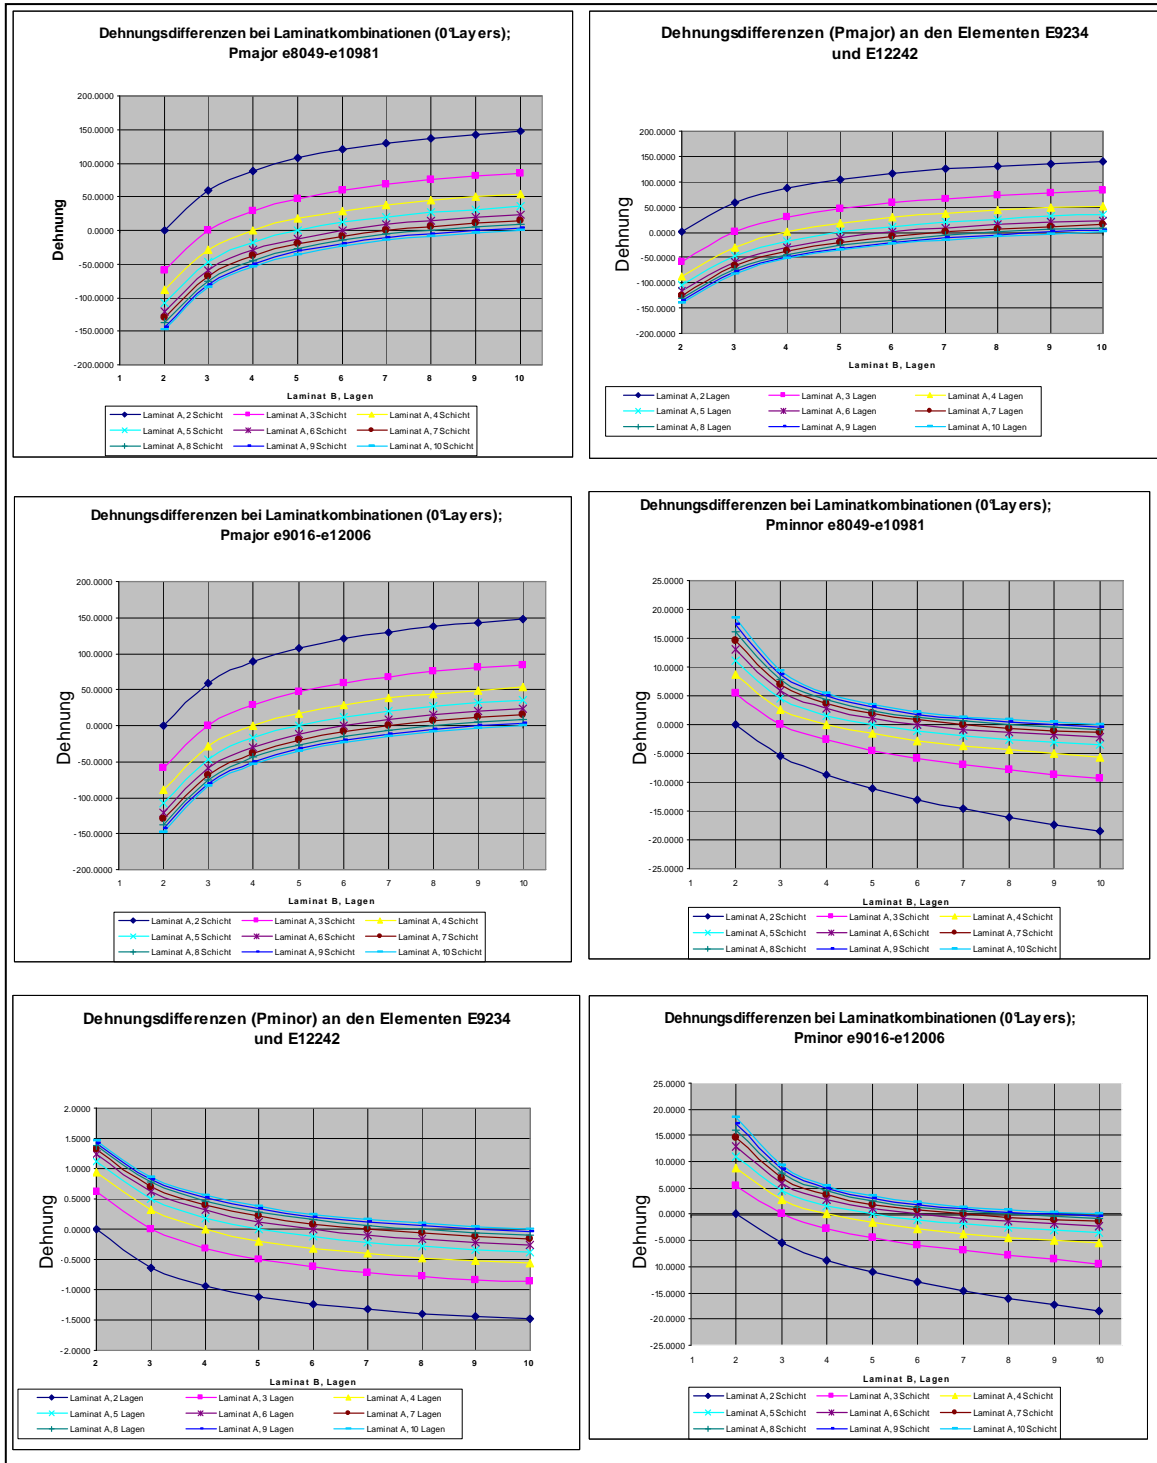 Dehnungsdifferenzen bei Laminatkombinationen (0°Layers);
Pmajor e8049-e10981
200.0000
150.0000
100.0000
50.0000
0.0000
-50.0000
-100.0000
-150.0000
-200.0000
Dehnung
1 2 3 4 5 6 7 8 9 10
Laminat B, Lagen
Laminat A, 2 Schicht Laminat A, 3 Schicht Laminat A, 4 Schicht
Laminat A, 5 Schicht Laminat A, 6 Schicht Laminat A, 7 Schicht
Laminat A, 8 Schicht Laminat A, 9 Schicht Laminat A, 10 Schicht
Dehnungsdifferenzen (Pmajor) an den Elementen E9234
und E12242
200.0000
150.0000
100.0000
50.0000
0.0000
-50.0000
-100.0000
-150.0000
-200.0000
Dehnung
2 3 4 5 6 7 8 9 10
Laminat B, Lagen
Laminat A, 2 Lagen Laminat A, 3 Lagen Laminat A, 4 Lagen
Laminat A, 5 Lagen Laminat A, 6 Lagen Laminat A, 7 Lagen
Laminat A, 8 Lagen Laminat A, 9 Lagen Laminat A, 10 Lagen
Dehnungsdifferenzen bei Laminatkombinationen (0°Layers);
Pmajor e9016-e12006
200.0000
150.0000
100.0000
50.0000
0.0000
-50.0000
-100.0000
-150.0000
-200.0000
Dehnung
1 2 3 4 5 6 7 8 9 10
Laminat B, Lagen
Laminat A, 2 Schicht Laminat A, 3 Schicht Laminat A, 4 Schicht
Laminat A, 5 Schicht Laminat A, 6 Schicht Laminat A, 7 Schicht
Laminat A, 8 Schicht Laminat A, 9 Schicht Laminat A, 10 Schicht
Dehnungsdifferenzen bei Laminatkombinationen (0°Layers);
Pminnor e8049-e10981
25.0000
20.0000
15.0000
10.0000
5.0000
0.0000
-5.0000
-10.0000
-15.0000
-20.0000
-25.0000
Dehnung
1 2 3 4 5 6 7 8 9 10
Laminat B, Lagen
Laminat A, 2 Schicht Laminat A, 3 Schicht Laminat A, 4 Schicht
Laminat A, 5 Schicht Laminat A, 6 Schicht Laminat A, 7 Schicht
Laminat A, 8 Schicht Laminat A, 9 Schicht Laminat A, 10 Schicht
Dehnungsdifferenzen (Pminor) an den Elementen E9234
und E12242
2.0000
1.5000
1.0000
0.5000
0.0000
-0.5000
-1.0000
-1.5000
-2.0000
Dehnung
2 3 4 5 6 7 8 9 10
Laminat B, Lagen
Laminat A, 2 Lagen Laminat A, 3 Lagen Laminat A, 4 Lagen
Laminat A, 5 Lagen Laminat A, 6 Lagen Laminat A, 7 Lagen
Laminat A, 8 Lagen Laminat A, 9 Lagen Laminat A, 10 Lagen
Dehnungsdifferenzen bei Laminatkombinationen (0°Layers);
Pminor e9016-e12006
25.0000
20.0000
15.0000
10.0000
5.0000
0.0000
-5.0000
-10.0000
-15.0000
-20.0000
-25.0000
Dehnung
1 2 3 4 5 6 7 8 9 10
Laminat B, Lagen
Laminat A, 2 Schicht Laminat A, 3 Schicht Laminat A, 4 Schicht
Laminat A, 5 Schicht Laminat A, 6 Schicht Laminat A, 7 Schicht
Laminat A, 8 Schicht Laminat A, 9 Schicht Laminat A, 10 Schicht